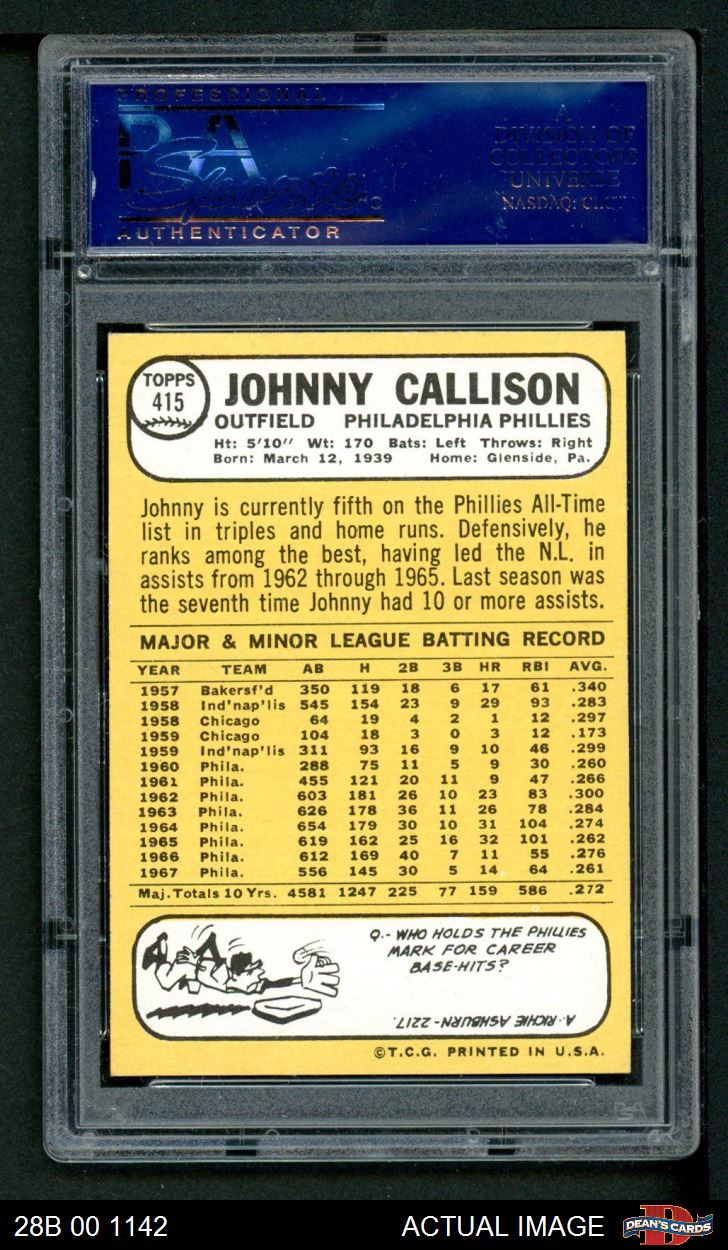 PROFESSIONAL
PSA
Sports
AUTHENTICATOR
A
DIVISION OF
COLLECTORS
UNIVERSE
NASDAQ: CLCT
TOPPS
415
JOHNNY CALLISON
OUTFIELD PHILADELPHIA PHILLIES
Ht: 5'10" Wt: 170 Bats: Left Throws: Right
Born: March 12, 1939 Home: Glenside, Pa.
Johnny is currently fifth on the Phillies All-Time
list in triples and home runs. Defensively, he
ranks among the best, having led the N.L. in
assists from 1962 through 1965. Last season was
the seventh time Johnny had 10 or more assists.
MAJOR & MINOR LEAGUE BATTING RECORD
YEAR TEAM AB H 2B 3B HR RBI AVG.
1957 Bakersf'd 350 119 18 6 17 61 .340
1958 Ind'nap'lis 545 154 23 9 29 93 .283
1958 Chicago 64 19 4 2 1 12 .297
1959 Chicago 104 18 3 0 3 12 .173
1959 Ind'nap'lis 311 93 16 9 10 46 .299
1960 Phila. 288 75 11 5 9 30 .260
1961 Phila. 455 121 20 11 9 47 .266
1962 Phila. 603 181 26 10 23 83 .300
1963 Phila. 626 178 36 11 26 78 .284
1964 Phila. 654 179 30 10 31 104 .274
1965 Phila. 619 162 25 16 32 101 .262
1966 Phila. 612 169 40 7 11 55 .276
1967 Phila. 556 145 30 5 14 64 .261
Maj. Totals 10 Yrs. 4581 1247 225 77 159 586 .272
Q.- WHO HOLDS THE PHILLIES
MARK FOR CAREER
BASE-HITS?
A. RICHIE ASHBURN - 2217.
©T.C.G. PRINTED IN U.S.A.
28B 00 1142 ACTUAL IMAGE DEAN'S CARDS